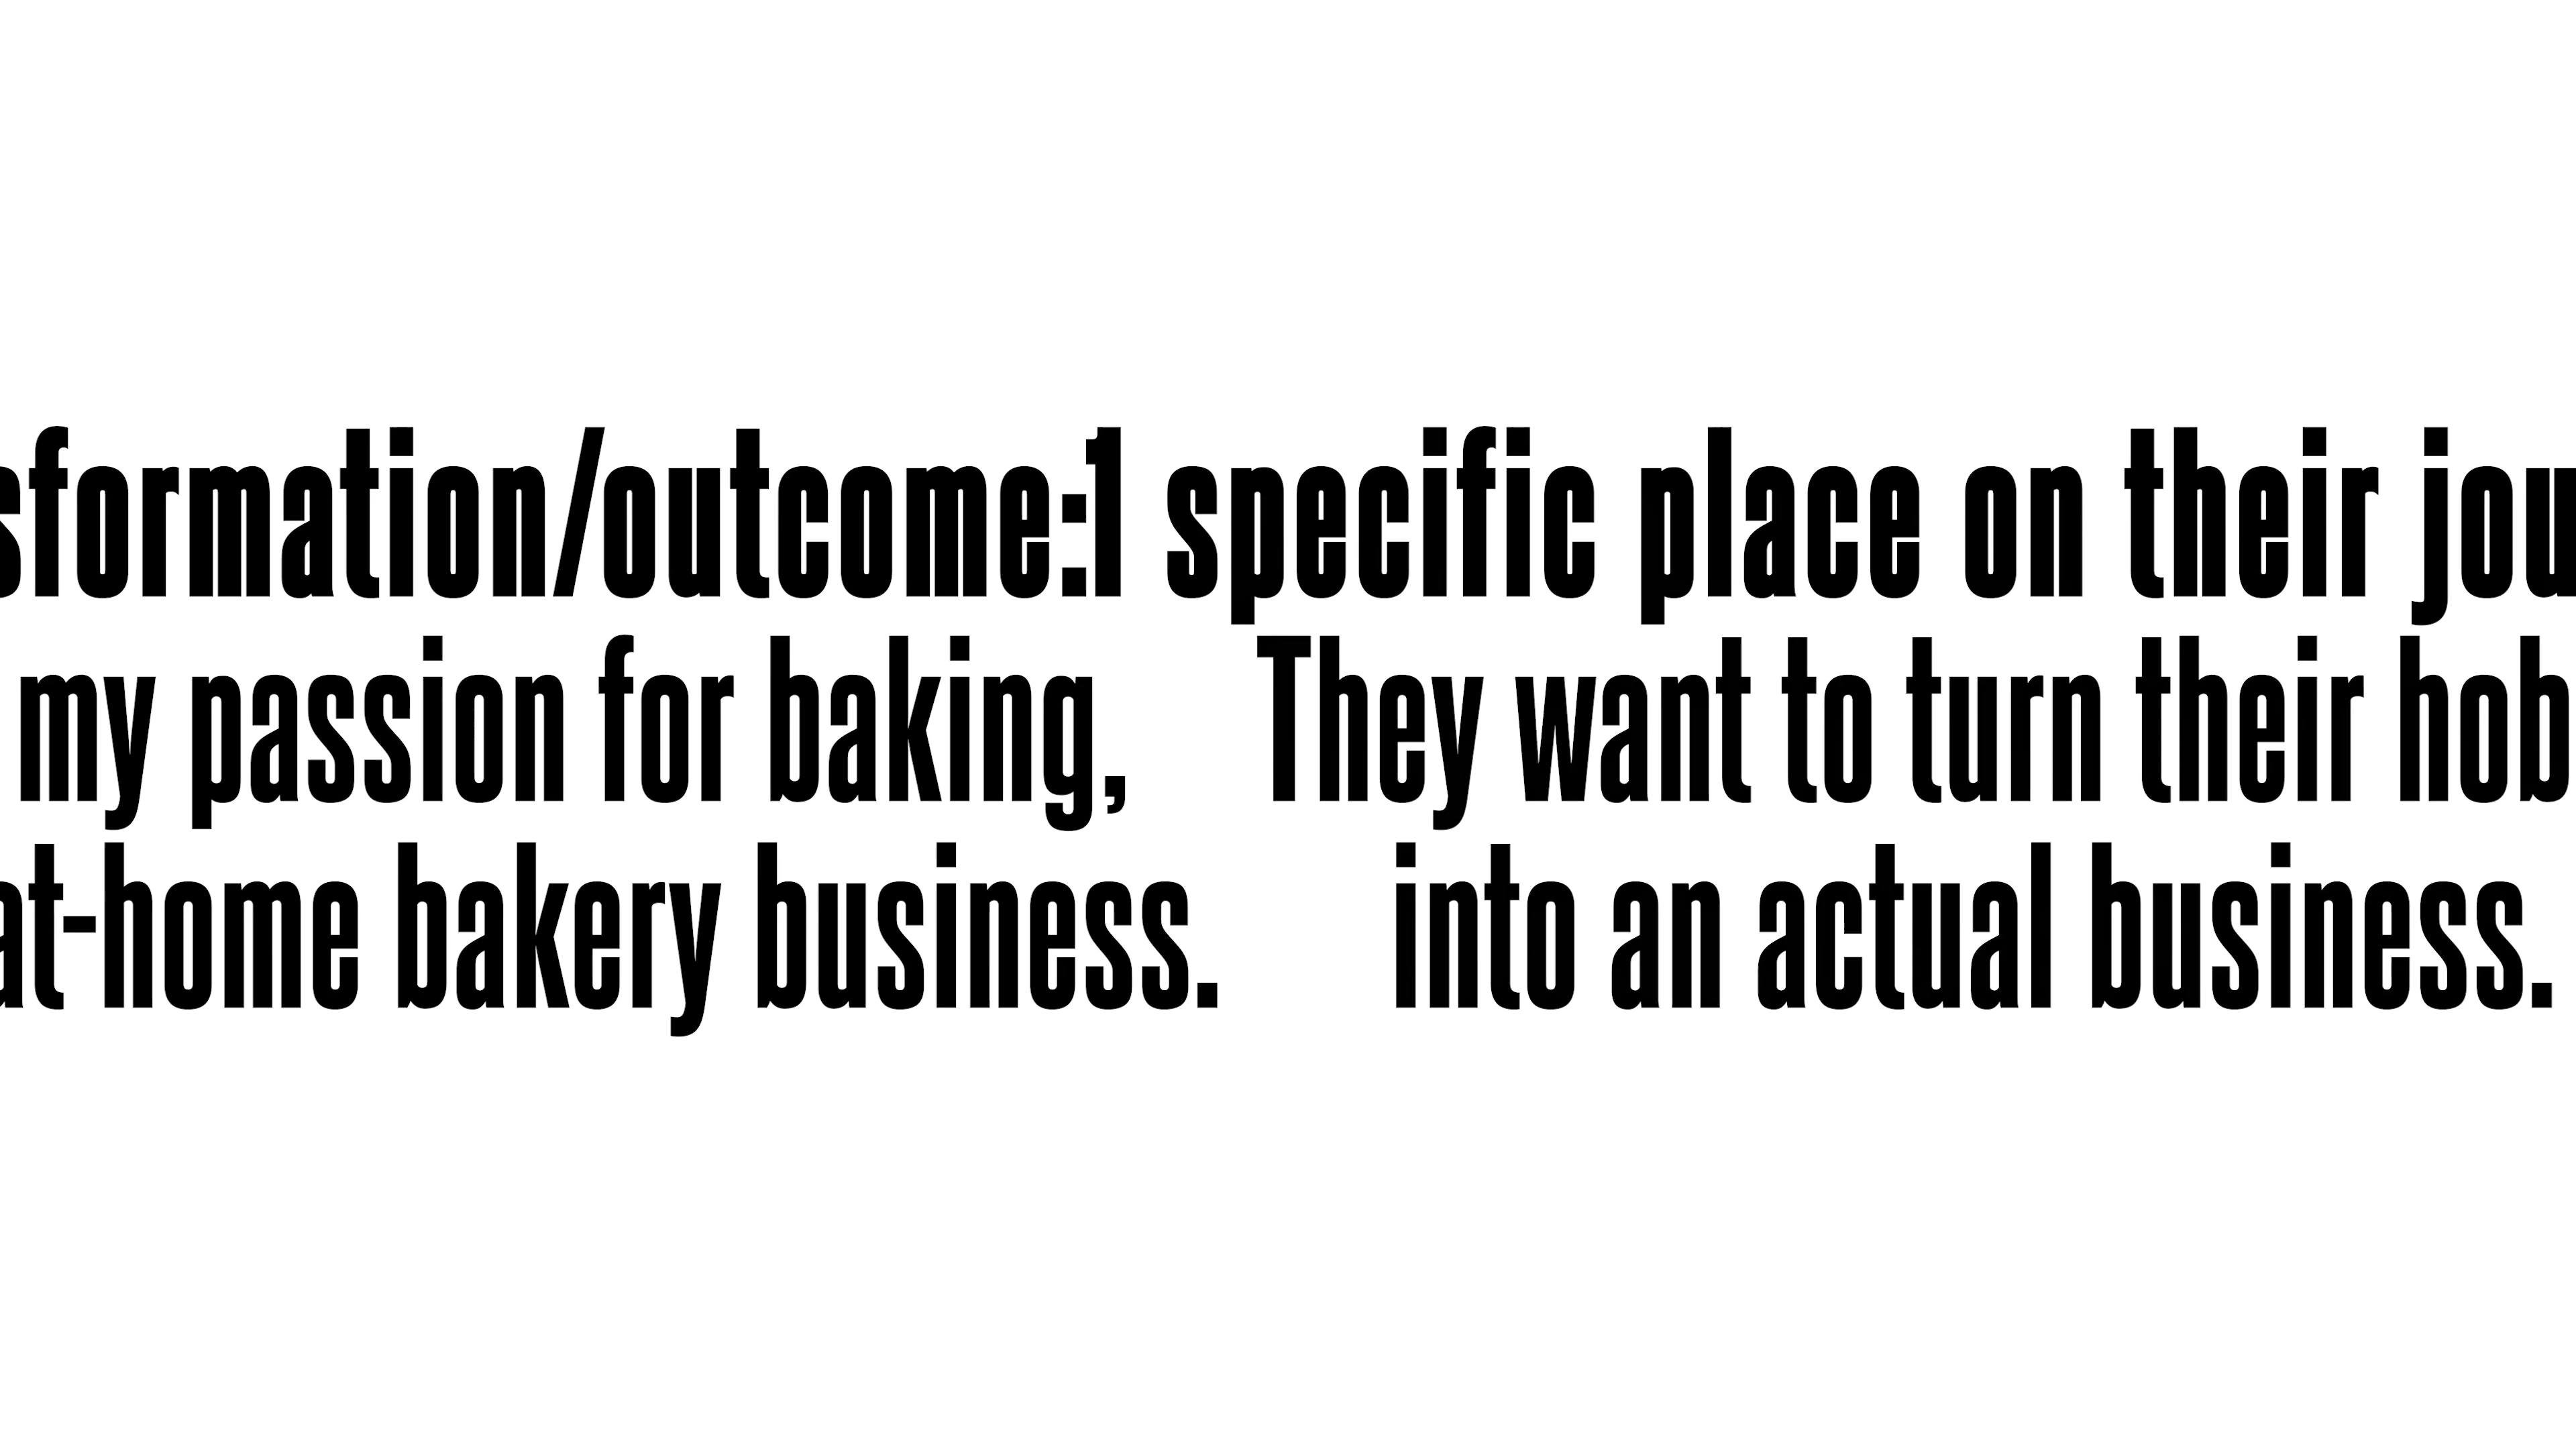 sformation/outcome:
my passion for baking,
at-home bakery business.
1 specific place on their jou
They want to turn their hob
into an actual business.